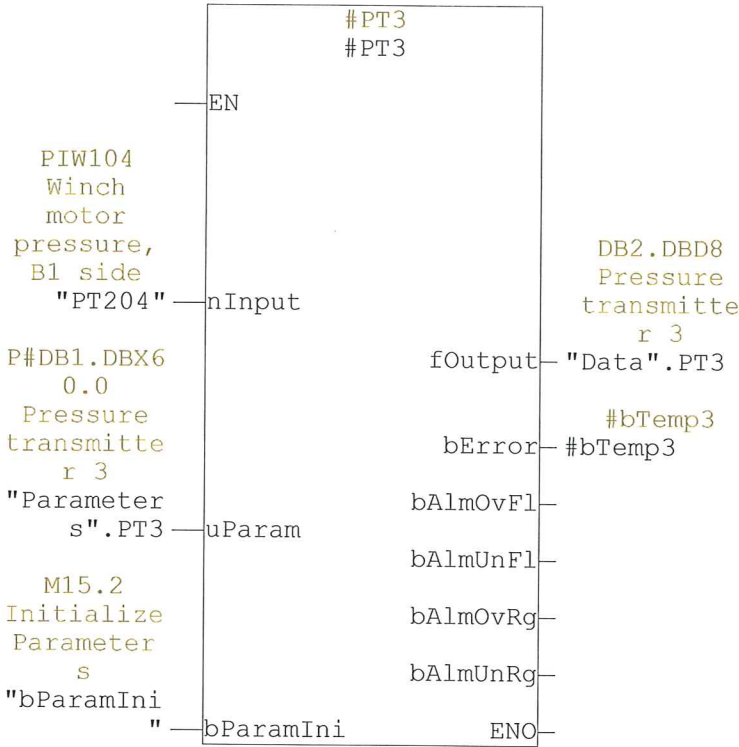 #PT3
#PT3
EN
PIW104
Winch
motor
pressure,
B1 side
"PT204"
nInput
P#DB1.DBX6
0.0
Pressure
transmitte
r 3
"Parameter
s".PT3
uParam
M15.2
Initialize
Parameter
s
"bParamIni
"
bParamIni
DB2.DBD8
Pressure
transmitte
r 3
fOutput
"Data".PT3
#bTemp3
bError
#bTemp3
bAlmOvFl
bAlmUnFl
bAlmOvRg
bAlmUnRg
ENO